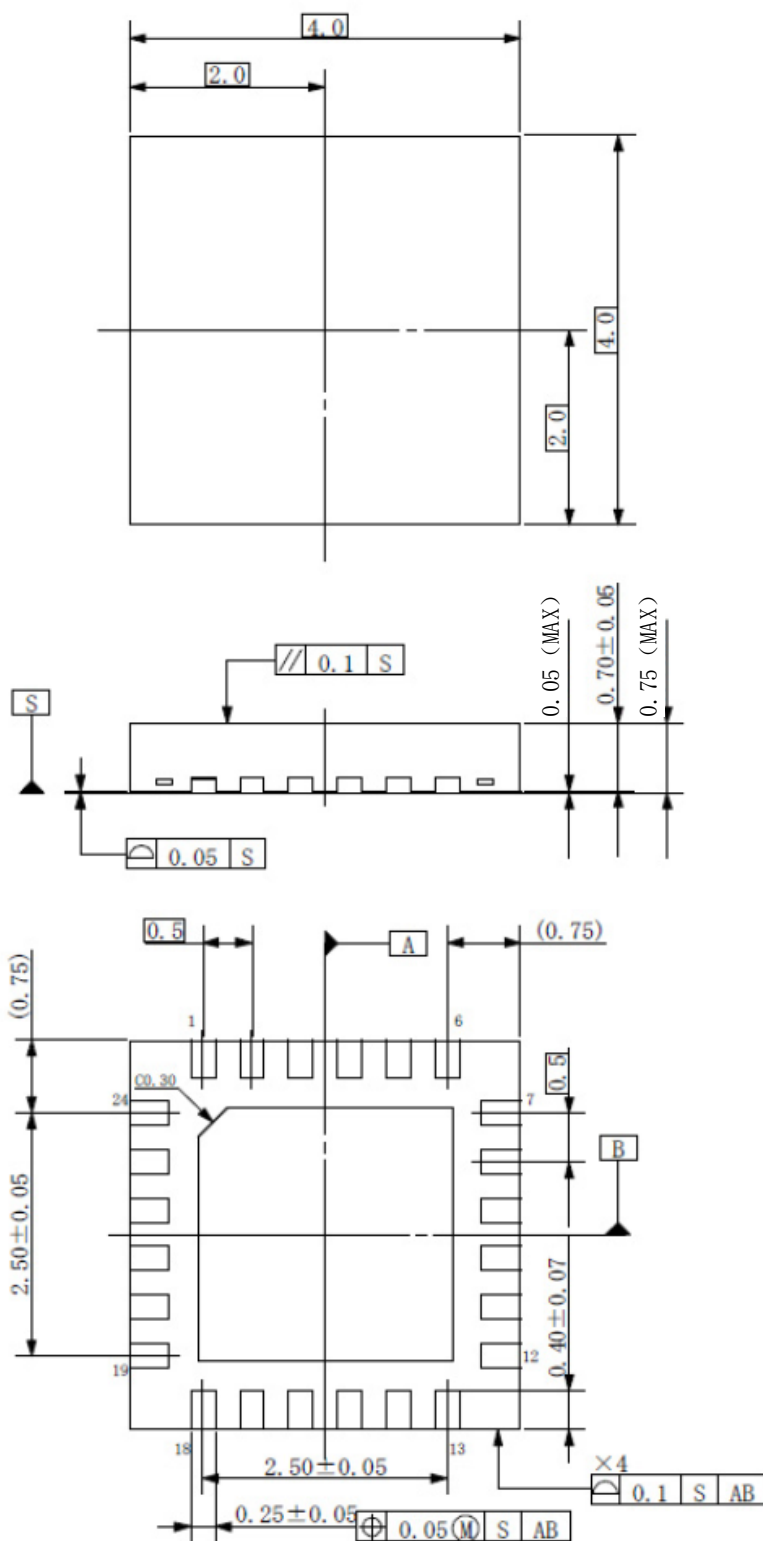 4.0
2.0
4.0
2.0
// 0.1 S
S
0.05 (MAX)
0.70±0.05
0.75 (MAX)
0.05 S
0.5
A
(0.75)
(0.75)
1
6
C0.30
24
7
0.5
B
2.50±0.05
0.40±0.07
19
12
18
13
2.50±0.05
×4
0.1 S AB
0.25±0.05
⌖ 0.05Ⓜ S AB